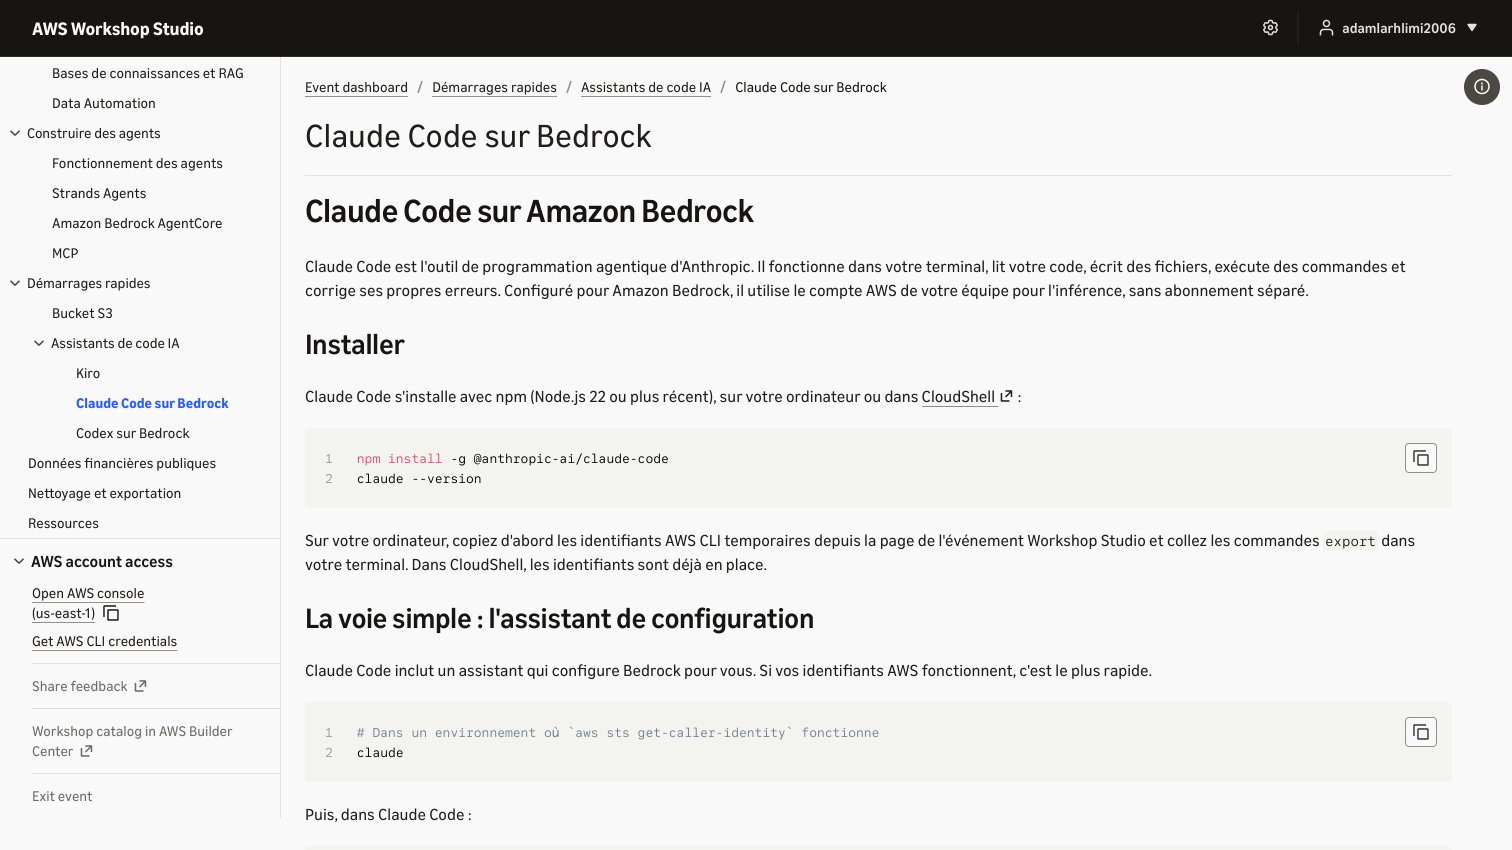 AWS Workshop Studio
adamlarhlimi2006
Bases de connaissances et RAG
Data Automation
Construire des agents
Fonctionnement des agents
Strands Agents
Amazon Bedrock AgentCore
MCP
Démarrages rapides
Bucket S3
Assistants de code IA
Kiro
Claude Code sur Bedrock
Codex sur Bedrock
Données financières publiques
Nettoyage et exportation
Ressources
AWS account access
Open AWS console
(us-east-1)
Get AWS CLI credentials
Share feedback
Workshop catalog in AWS Builder
Center
Exit event
Event dashboard / Démarrages rapides / Assistants de code IA / Claude Code sur Bedrock
Claude Code sur Bedrock
Claude Code sur Amazon Bedrock
Claude Code est l'outil de programmation agentique d'Anthropic. Il fonctionne dans votre terminal, lit votre code, écrit des fichiers, exécute des commandes et
corrige ses propres erreurs. Configuré pour Amazon Bedrock, il utilise le compte AWS de votre équipe pour l'inférence, sans abonnement séparé.
Installer
Claude Code s'installe avec npm (Node.js 22 ou plus récent), sur votre ordinateur ou dans CloudShell :
1 npm install -g @anthropic-ai/claude-code
2 claude --version
Sur votre ordinateur, copiez d'abord les identifiants AWS CLI temporaires depuis la page de l'événement Workshop Studio et collez les commandes export dans
votre terminal. Dans CloudShell, les identifiants sont déjà en place.
La voie simple : l'assistant de configuration
Claude Code inclut un assistant qui configure Bedrock pour vous. Si vos identifiants AWS fonctionnent, c'est le plus rapide.
1 # Dans un environnement où `aws sts get-caller-identity` fonctionne
2 claude
Puis, dans Claude Code :